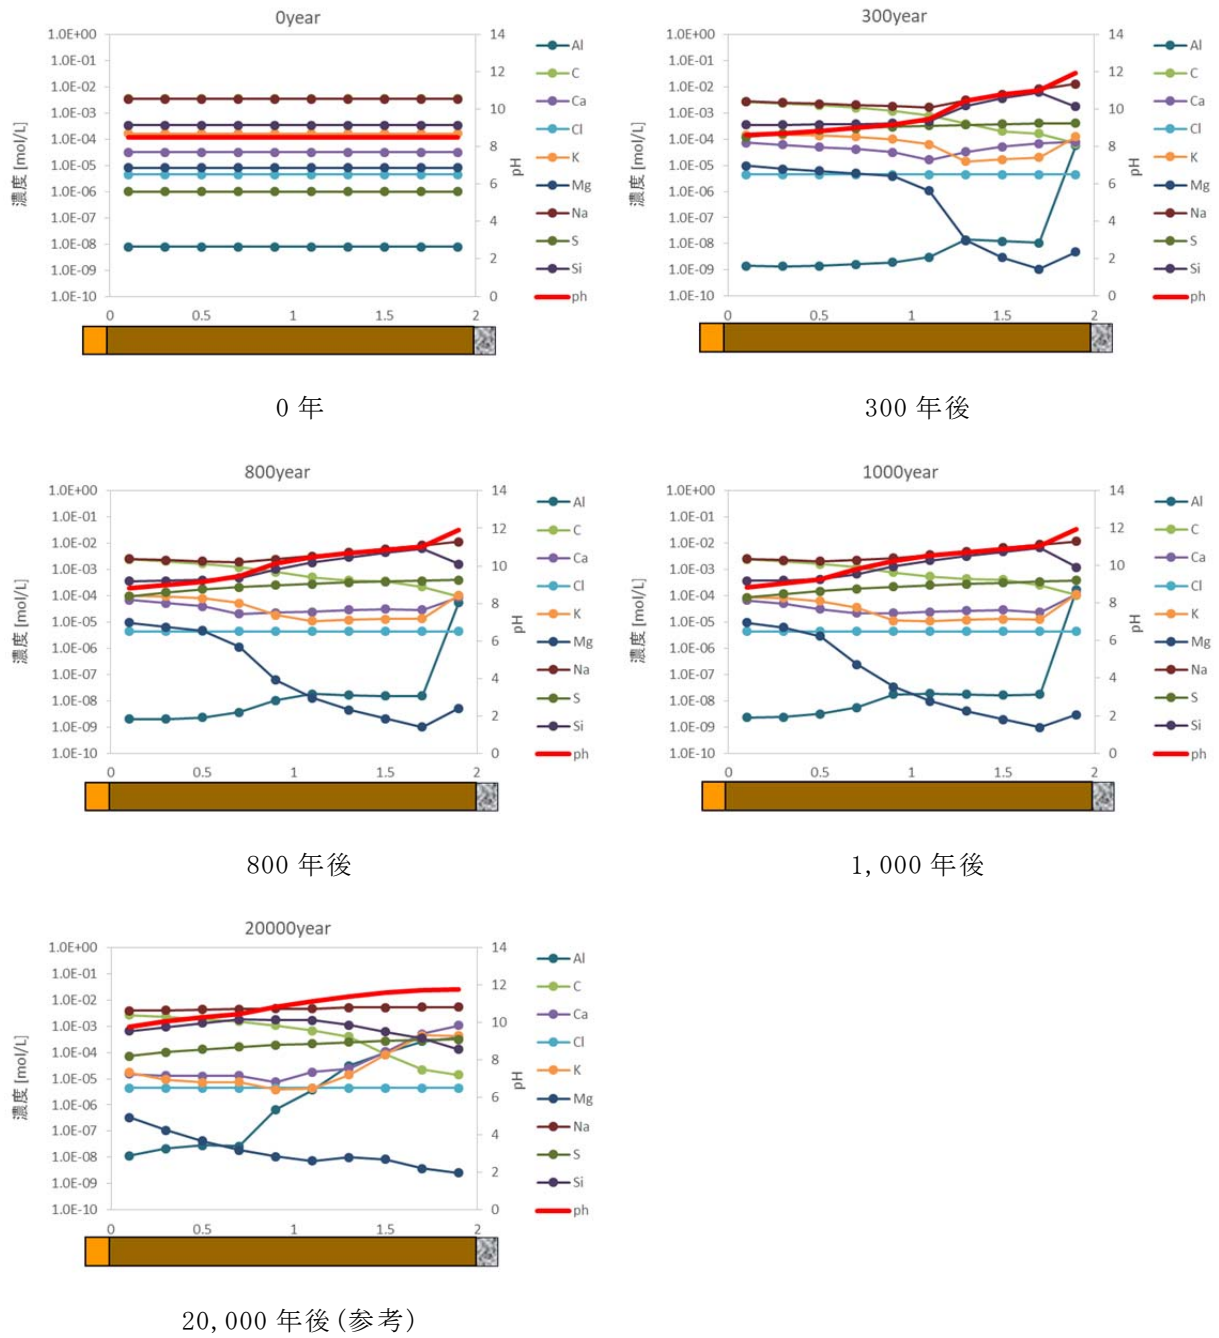 0year
1.0E+00
1.0E-01
1.0E-02
1.0E-03
1.0E-04
1.0E-05
1.0E-06
1.0E-07
1.0E-08
1.0E-09
1.0E-10
濃度 [mol/L]
0 0.5 1 1.5 2
14
12
10
8
6
4
2
0
pH
Al
C
Ca
Cl
K
Mg
Na
S
Si
ph
0 年
300year
1.0E+00
1.0E-01
1.0E-02
1.0E-03
1.0E-04
1.0E-05
1.0E-06
1.0E-07
1.0E-08
1.0E-09
1.0E-10
濃度 [mol/L]
0 0.5 1 1.5 2
14
12
10
8
6
4
2
0
pH
Al
C
Ca
Cl
K
Mg
Na
S
Si
ph
300 年後
800year
1.0E+00
1.0E-01
1.0E-02
1.0E-03
1.0E-04
1.0E-05
1.0E-06
1.0E-07
1.0E-08
1.0E-09
1.0E-10
濃度 [mol/L]
0 0.5 1 1.5 2
14
12
10
8
6
4
2
0
pH
Al
C
Ca
Cl
K
Mg
Na
S
Si
ph
800 年後
1000year
1.0E+00
1.0E-01
1.0E-02
1.0E-03
1.0E-04
1.0E-05
1.0E-06
1.0E-07
1.0E-08
1.0E-09
1.0E-10
濃度 [mol/L]
0 0.5 1 1.5 2
14
12
10
8
6
4
2
0
pH
Al
C
Ca
Cl
K
Mg
Na
S
Si
ph
1,000 年後
20000year
1.0E+00
1.0E-01
1.0E-02
1.0E-03
1.0E-04
1.0E-05
1.0E-06
1.0E-07
1.0E-08
1.0E-09
1.0E-10
濃度 [mol/L]
0 0.5 1 1.5 2
14
12
10
8
6
4
2
0
pH
Al
C
Ca
Cl
K
Mg
Na
S
Si
ph
20,000 年後(参考)